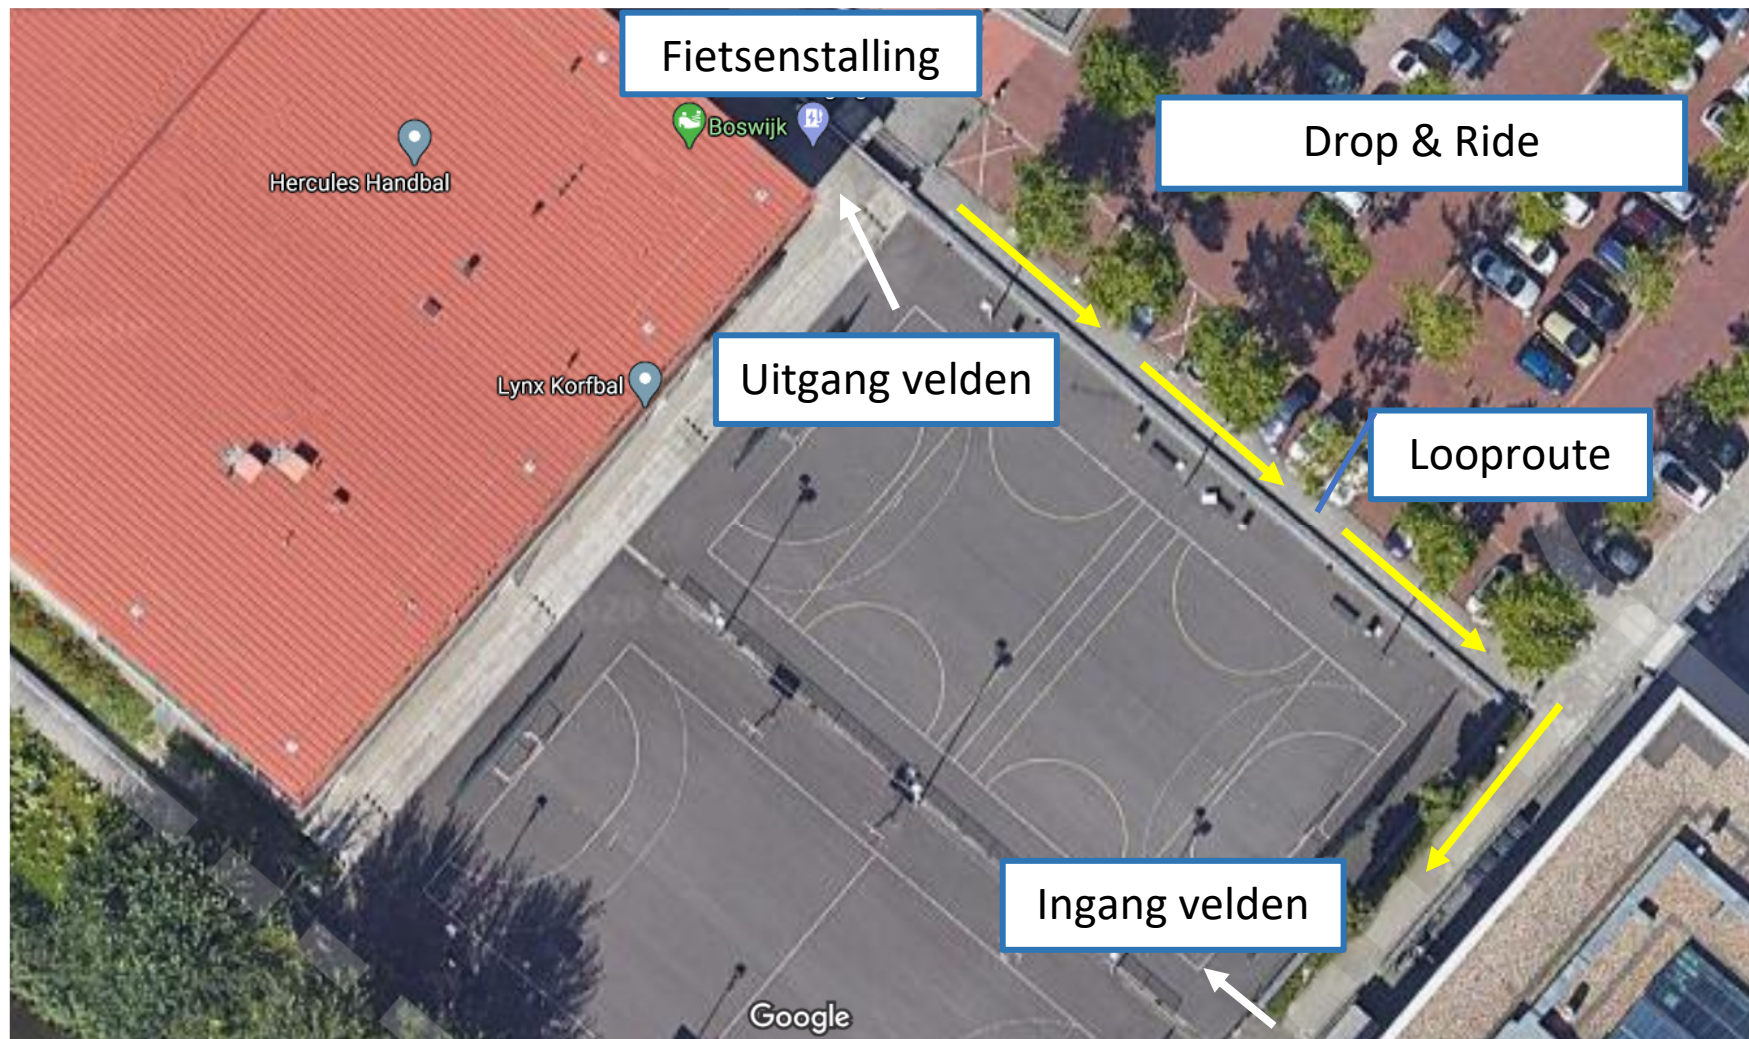 Fietsenstalling
Boswijk
Drop & Ride
Hercules Handbal
Uitgang velden
Lynx Korfbal
Looproute
Ingang velden
Google